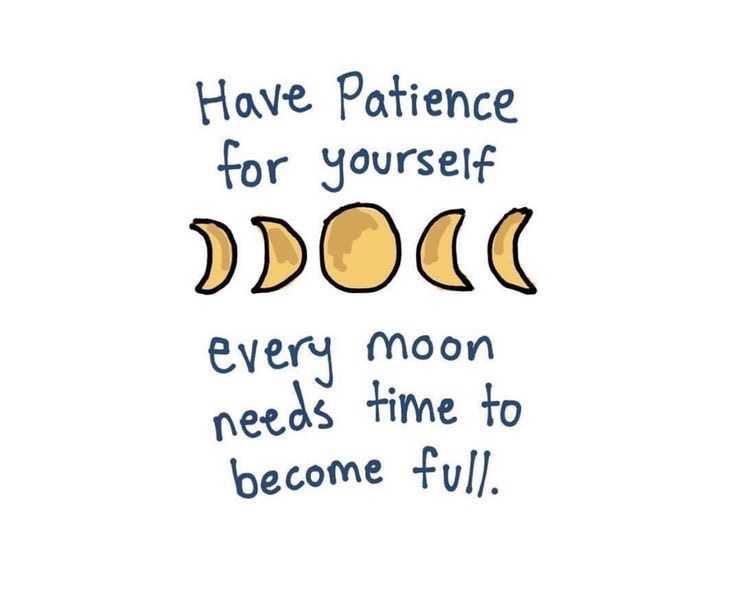 Have Patience
for yourself
every moon
needs time to
become full.